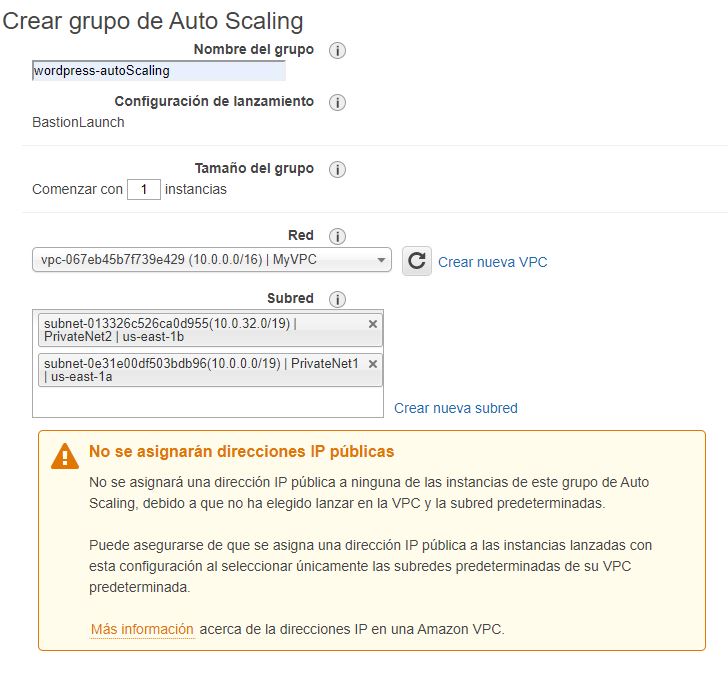 Crear grupo de Auto Scaling
Nombre del grupo
wordpress-autoScaling
Configuración de lanzamiento
BastionLaunch
Tamaño del grupo
Comenzar con 1 instancias
Red
vpc-067eb45b7f739e429 (10.0.0.0/16) | MyVPC
Crear nueva VPC
Subred
subnet-013326c526ca0d955(10.0.32.0/19) |
PrivateNet2 | us-east-1b
subnet-0e31e00df503bdb96(10.0.0.0/19) | PrivateNet1
| us-east-1a
Crear nueva subred
No se asignarán direcciones IP públicas
No se asignará una dirección IP pública a ninguna de las instancias de este grupo de Auto
Scaling, debido a que no ha elegido lanzar en la VPC y la subred predeterminadas.
Puede asegurarse de que se asigna una dirección IP pública a las instancias lanzadas con
esta configuración al seleccionar únicamente las subredes predeterminadas de su VPC
predeterminada.
Más información acerca de la direcciones IP en una Amazon VPC.